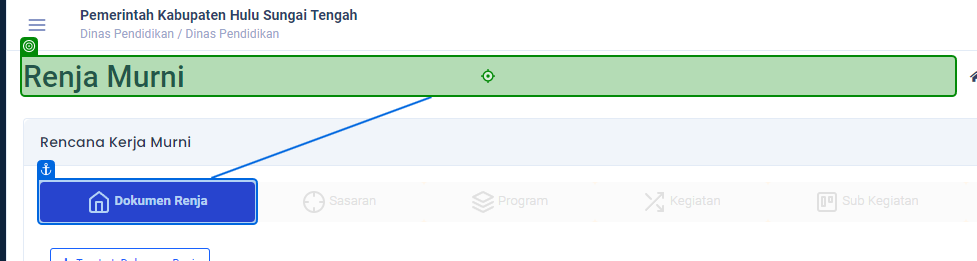 Pemerintah Kabupaten Hulu Sungai Tengah
Dinas Pendidikan / Dinas Pendidikan
Renja Murni
Rencana Kerja Murni
Dokumen Renja
Sasaran
Program
Kegiatan
Sub Kegiatan